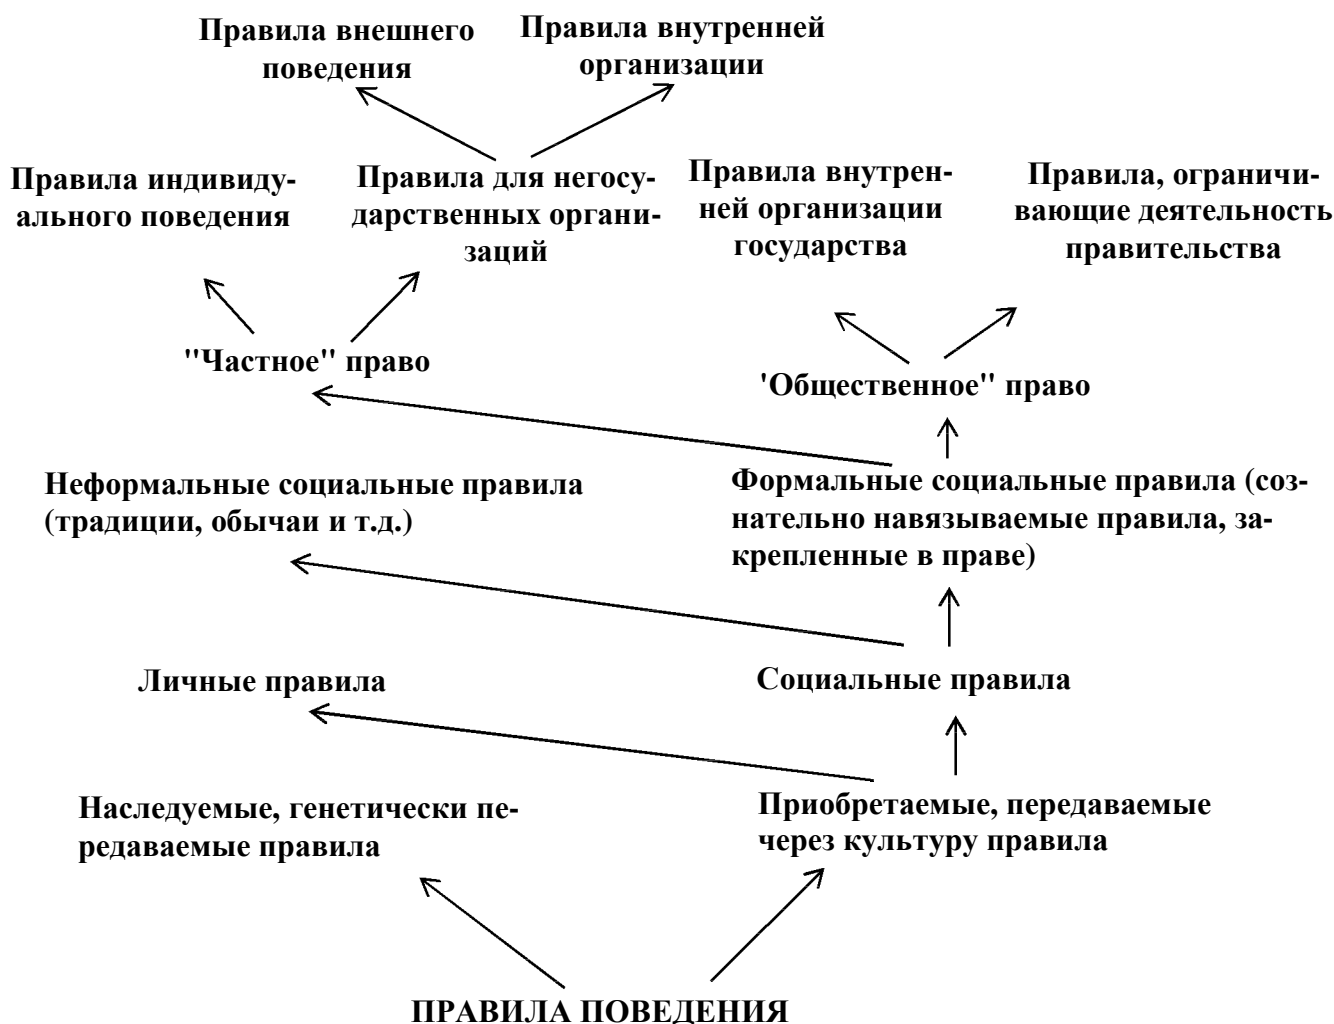 Правила внешнего
поведения
Правила внутренней
организации
Правила индивиду-
ального поведения
Правила для негосу-
дарственных органи-
заций
Правила внутрен-
ней организации
государства
Правила, ограничи-
вающие деятельность
правительства
"Частное" право
'Общественное" право
Неформальные социальные правила
(традиции, обычаи и т.д.)
Формальные социальные правила (соз-
нательно навязываемые правила, за-
крепленные в праве)
Личные правила
Социальные правила
Наследуемые, генетически пе-
редаваемые правила
Приобретаемые, передаваемые
через культуру правила
ПРАВИЛА ПОВЕДЕНИЯ